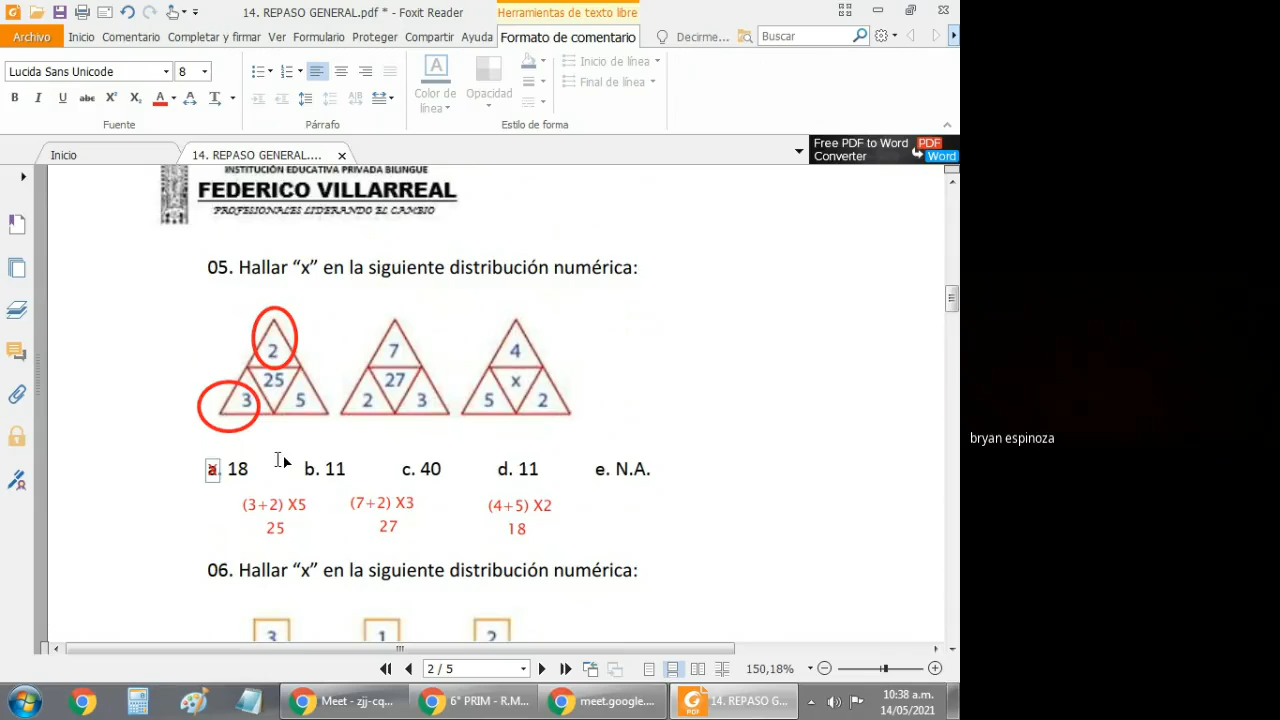 14. REPASO GENERAL.pdf * - Foxit Reader
Herramientas de texto libre
Archivo Inicio Comentario Completar y firmar Ver Formulario Proteger Compartir Ayuda Formato de comentario Decirme... Buscar
Lucida Sans Unicode 8
Color de línea
Opacidad
Inicio de línea
Final de línea
Fuente Párrafo Estilo de forma
Inicio 14. REPASO GENERAL....
Free PDF to Word Converter
PDF
Word
INSTITUCIÓN EDUCATIVA PRIVADA BILINGUE
FEDERICO VILLARREAL
PROFESIONALES LIDERANDO EL CAMBIO
05. Hallar “x” en la siguiente distribución numérica:
2 7 4
25 27 x
3 5 2 3 5 2
a. 18 b. 11 c. 40 d. 11 e. N.A.
(3+2) X5 (7+2) X3 (4+5) X2
25 27 18
06. Hallar “x” en la siguiente distribución numérica:
3 1 2
2 / 5
150,18%
Meet - zjj-cq... 6° PRIM - R.M... meet.google.... 14. REPASO G...
10:38 a.m.
14/05/2021
bryan espinoza